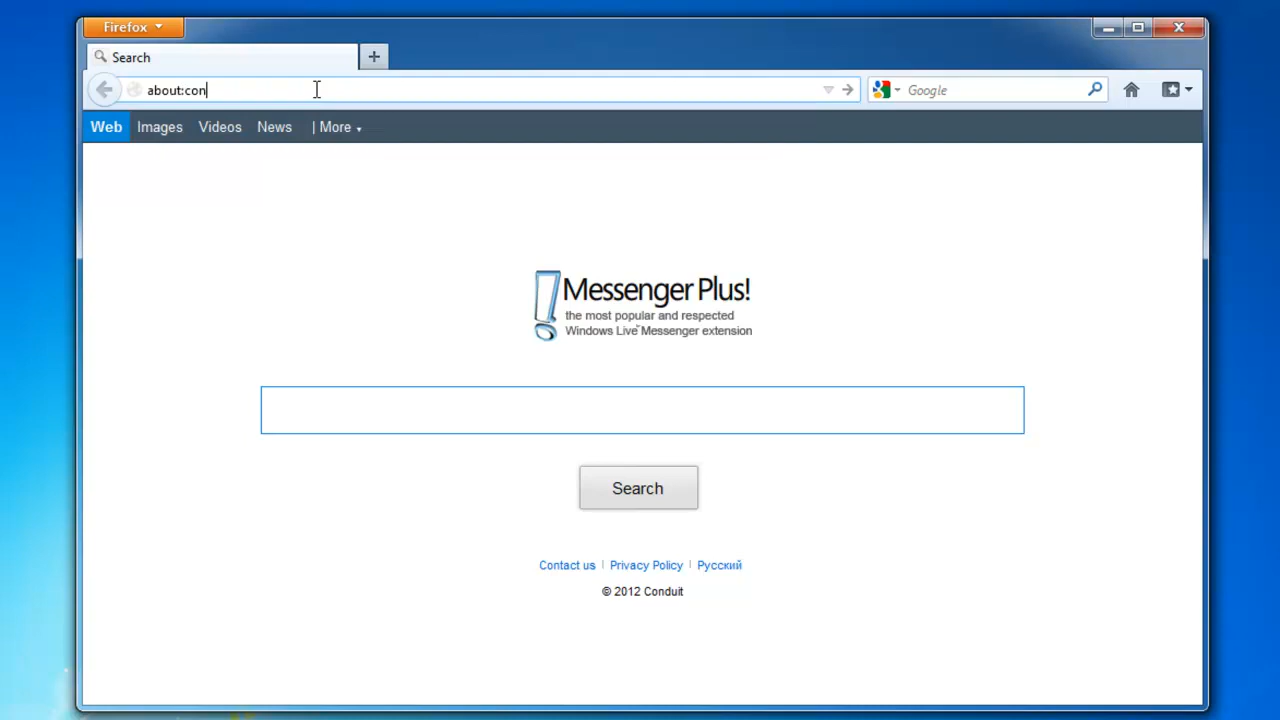 Firefox
Search
about:con
Google
Web Images Videos News | More
Messenger Plus!
the most popular and respected
Windows Live™ Messenger extension
Search
Contact us | Privacy Policy | Русский
© 2012 Conduit